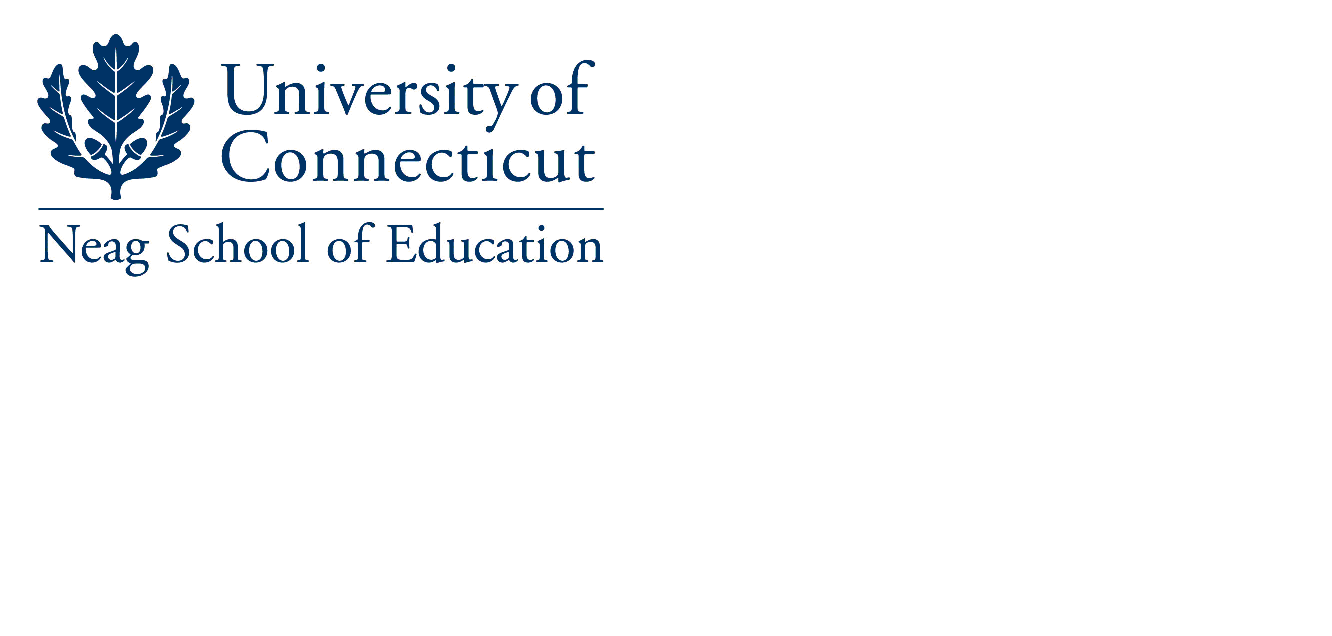 University of
Connecticut
Neag School of Education